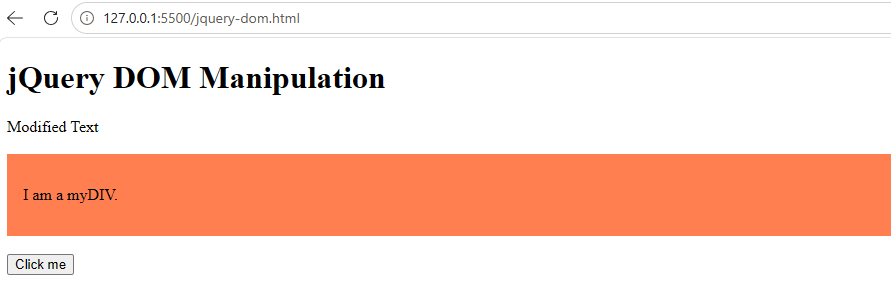 127.0.0.1:5500/jquery-dom.html
jQuery DOM Manipulation
Modified Text
I am a myDIV.
Click me